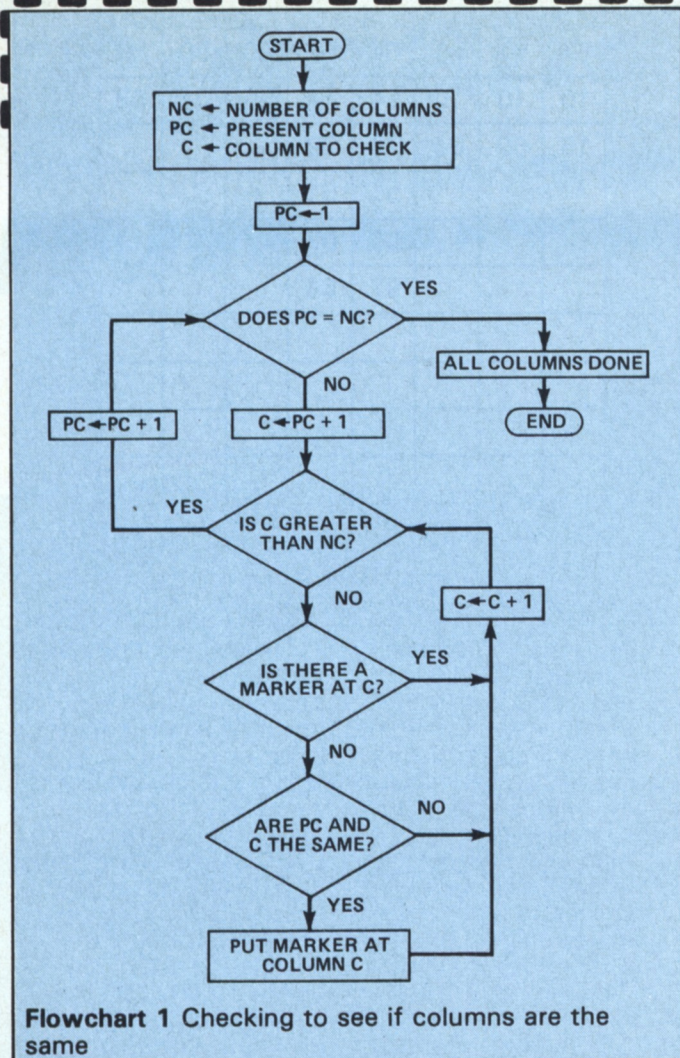 START
NC ← NUMBER OF COLUMNS
PC ← PRESENT COLUMN
C ← COLUMN TO CHECK
PC←1
DOES PC = NC?
YES
ALL COLUMNS DONE
END
NO
PC←PC + 1
C←PC + 1
YES
IS C GREATER
THAN NC?
NO
C←C + 1
IS THERE A
MARKER AT C?
YES
NO
ARE PC AND
C THE SAME?
NO
YES
PUT MARKER AT
COLUMN C
Flowchart 1 Checking to see if columns are the
same